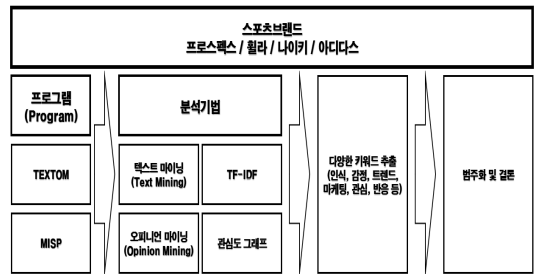 스포츠브랜드
프로스펙스 / 휠라 / 나이키 / 아디다스
프로그램
(Program)
분석기법
TEXTOM
텍스트 마이닝
(Text Mining)
TF-IDF
MISP
오피니언 마이닝
(Opinion Mining)
관심도 그래프
다양한 키워드 추출
(인식, 감정, 트렌드,
마케팅, 관심, 반응 등)
범주화 및 결론